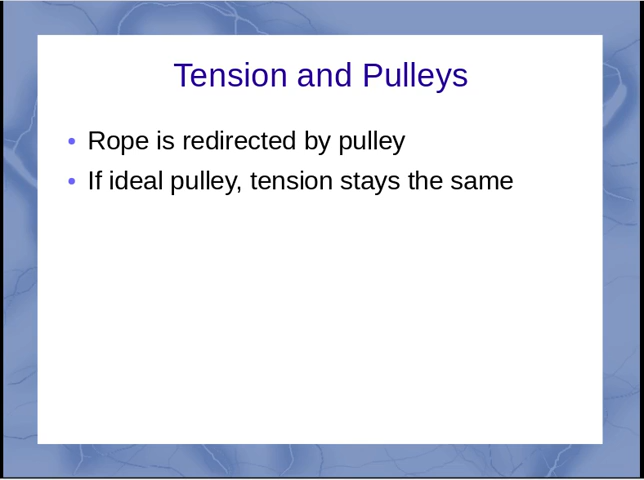 Tension and Pulleys
• Rope is redirected by pulley
• If ideal pulley, tension stays the same